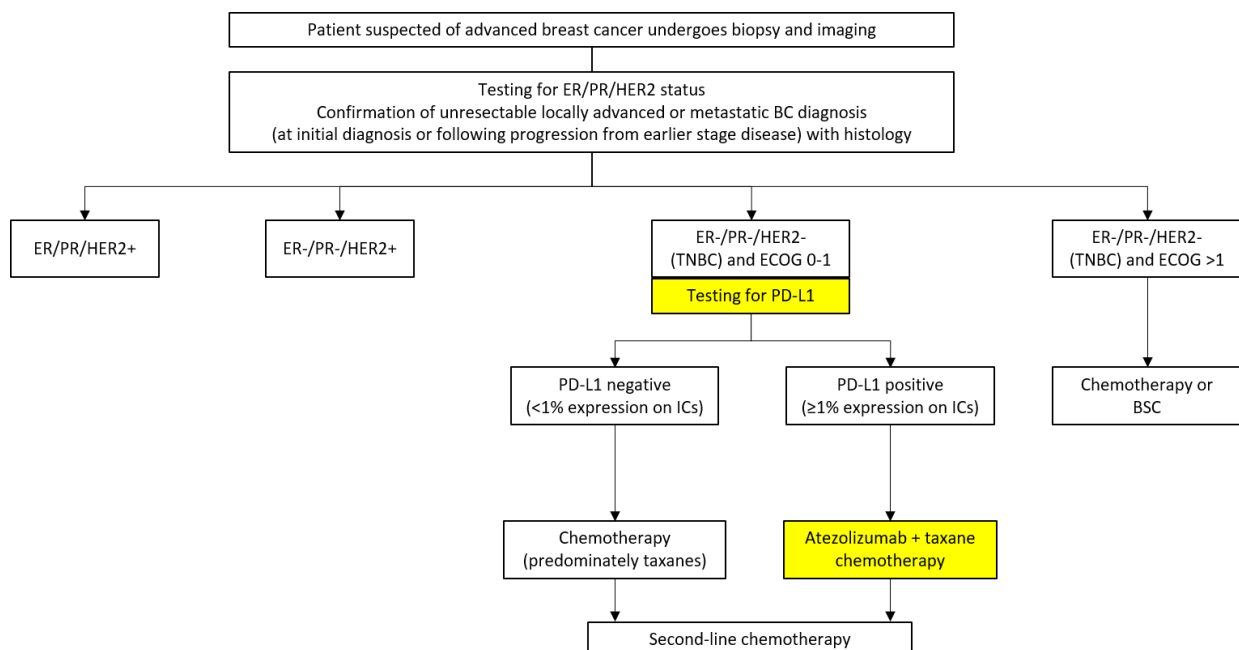 Patient suspected of advanced breast cancer undergoes biopsy and imaging
Testing for ER/PR/HER2 status
Confirmation of unresectable locally advanced or metastatic BC diagnosis
(at initial diagnosis or following progression from earlier stage disease) with histology
ER/PR/HER2+
ER-/PR-/HER2+
ER-/PR-/HER2-
(TNBC) and ECOG 0-1
Testing for PD-L1
ER-/PR-/HER2-
(TNBC) and ECOG >1
PD-L1 negative
(<1% expression on ICs)
PD-L1 positive
(≥1% expression on ICs)
Chemotherapy or
BSC
Chemotherapy
(predominately taxanes)
Atezolizumab + taxane
chemotherapy
Second-line chemotherapy